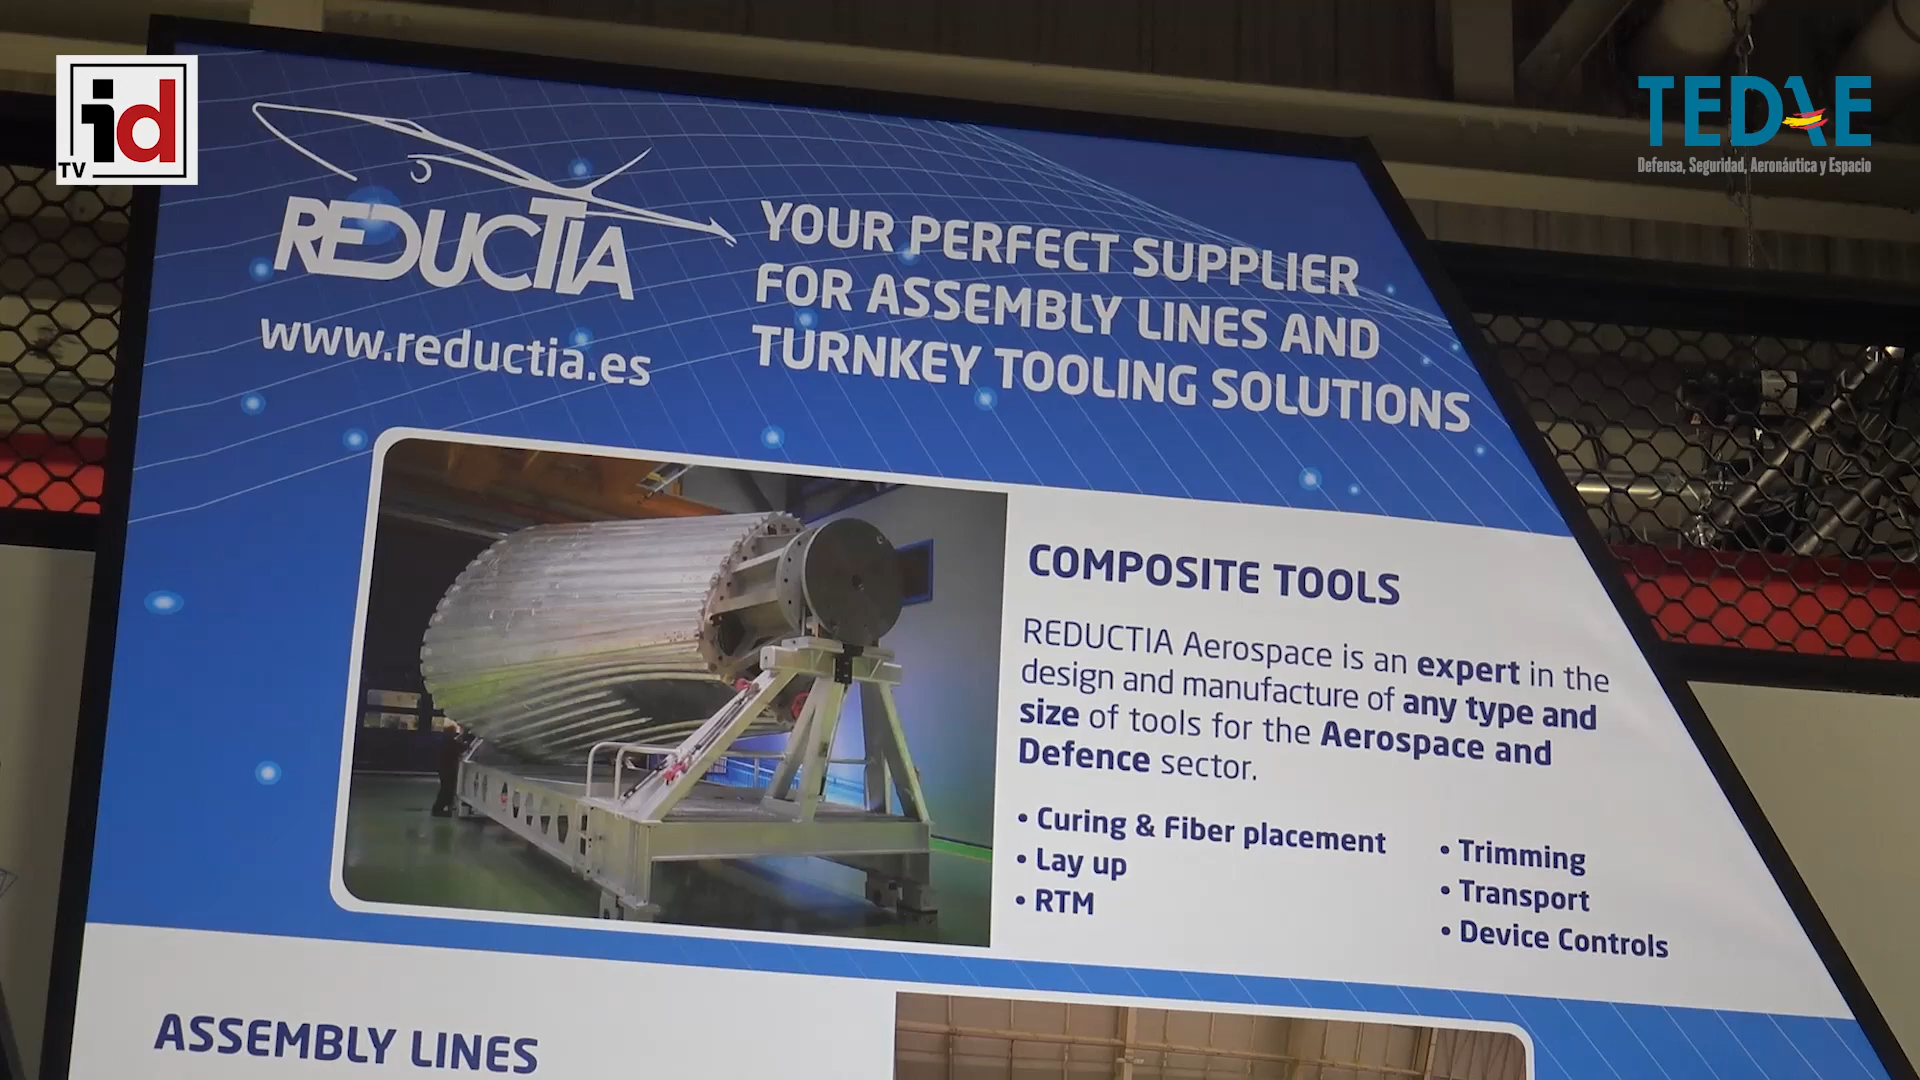 id
TV
TEDAE
Defensa, Seguridad, Aeronáutica y Espacio
REDUCTIA
www.reductia.es
YOUR PERFECT SUPPLIER
FOR ASSEMBLY LINES AND
TURNKEY TOOLING SOLUTIONS
COMPOSITE TOOLS
REDUCTIA Aerospace is an expert in the
design and manufacture of any type and
size of tools for the Aerospace and
Defence sector.
• Curing & Fiber placement
• Lay up
• RTM
• Trimming
• Transport
• Device Controls
ASSEMBLY LINES